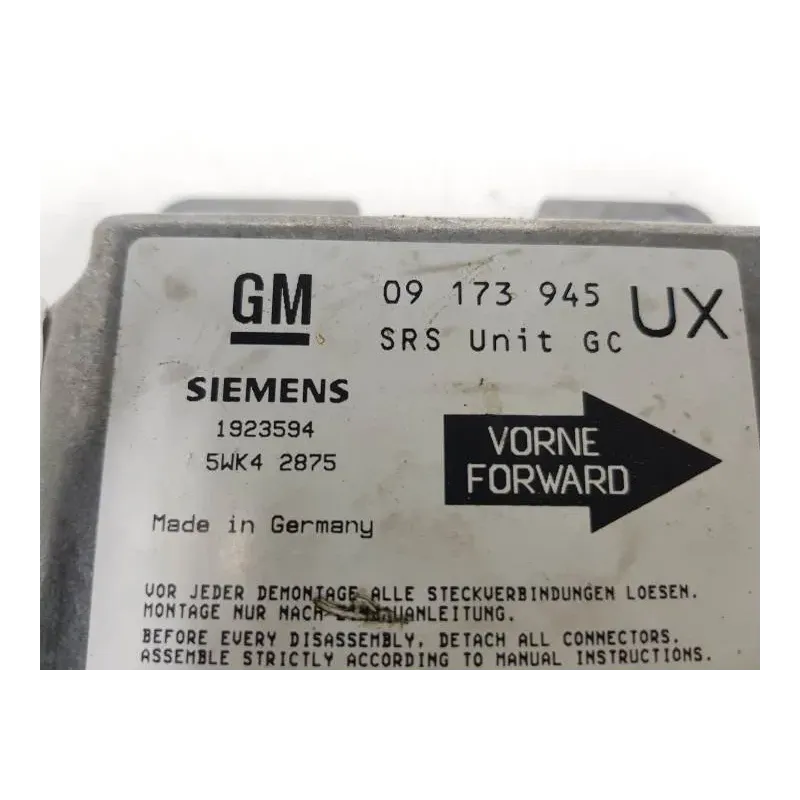 GM
09 173 945 UX
SRS Unit GC
SIEMENS
1923594
5WK4 2875
VORNE
FORWARD
Made in Germany
VOR JEDER DEMONTAGE ALLE STECKVERBINDUNGEN LOESEN.
MONTAGE NUR NACH UANLEITUNG.
BEFORE EVERY DISASSEMBLY, DETACH ALL CONNECTORS.
ASSEMBLE STRICTLY ACCORDING TO MANUAL INSTRUCTIONS.